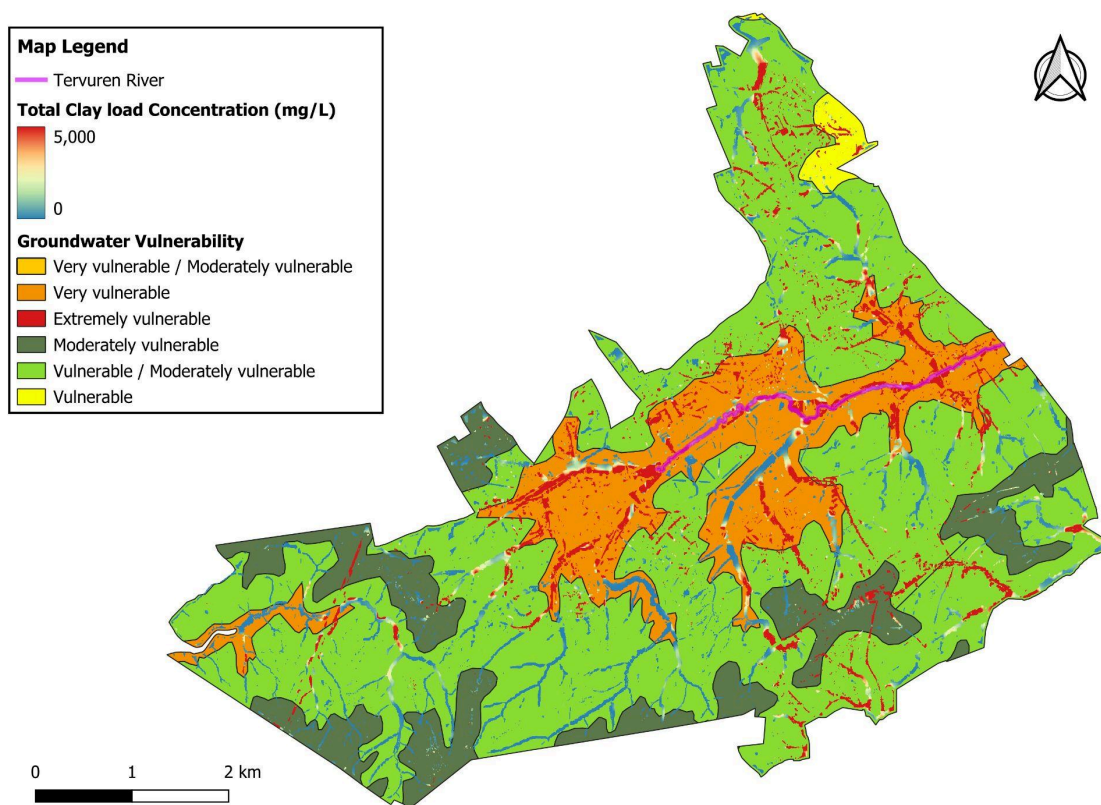 Map Legend
Tervuren River
Total Clay load Concentration (mg/L)
5,000
0
Groundwater Vulnerability
Very vulnerable / Moderately vulnerable
Very vulnerable
Extremely vulnerable
Moderately vulnerable
Vulnerable / Moderately vulnerable
Vulnerable
0 1 2 km